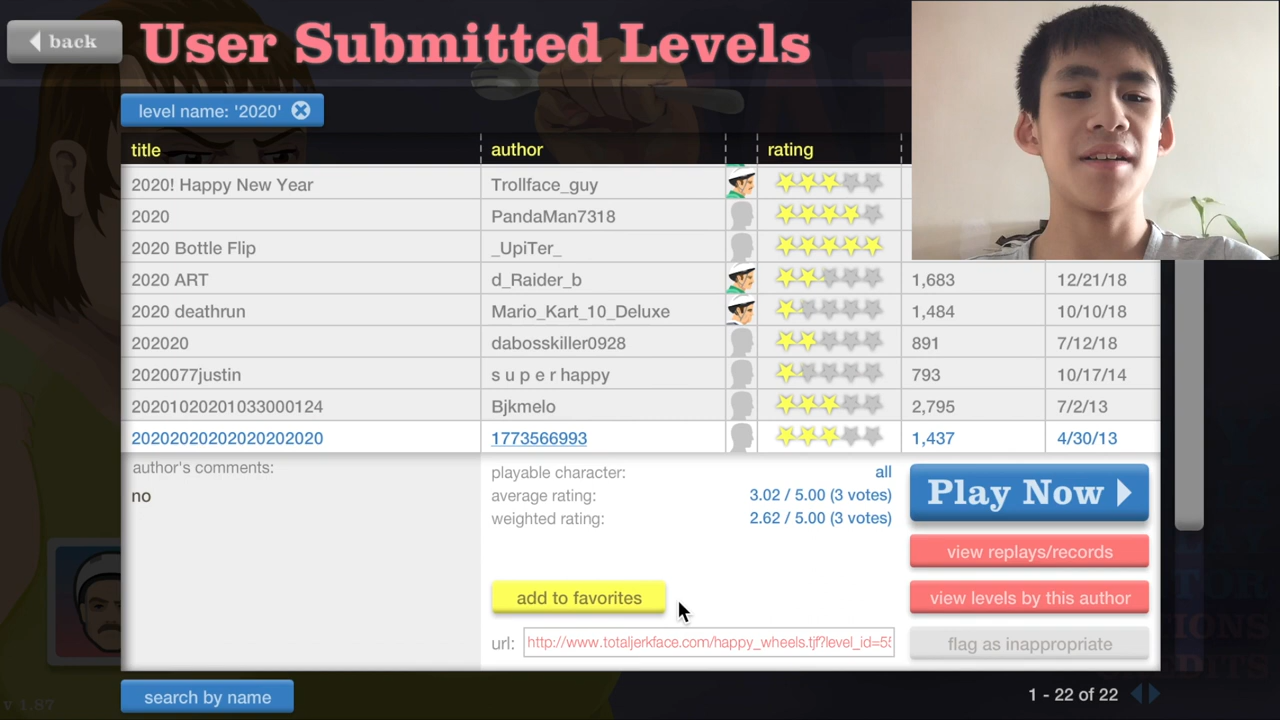 back
User Submitted Levels
level name: '2020'
title author rating
2020! Happy New Year Trollface_guy
2020 PandaMan7318
2020 Bottle Flip _UpiTer_
2020 ART d_Raider_b 1,683 12/21/18
2020 deathrun Mario_Kart_10_Deluxe 1,484 10/10/18
202020 dabosskiller0928 891 7/12/18
2020077justin s u p e r happy 793 10/17/14
20201020201033000124 Bjkmelo 2,795 7/2/13
20202020202020202020 1773566993 1,437 4/30/13
author's comments:
no
playable character: all
average rating: 3.02 / 5.00 (3 votes)
weighted rating: 2.62 / 5.00 (3 votes)
Play Now
view replays/records
add to favorites
view levels by this author
url: http://www.totaljerkface.com/happy_wheels.tjf?level_id=5
flag as inappropriate
search by name
1 - 22 of 22
v 1.87